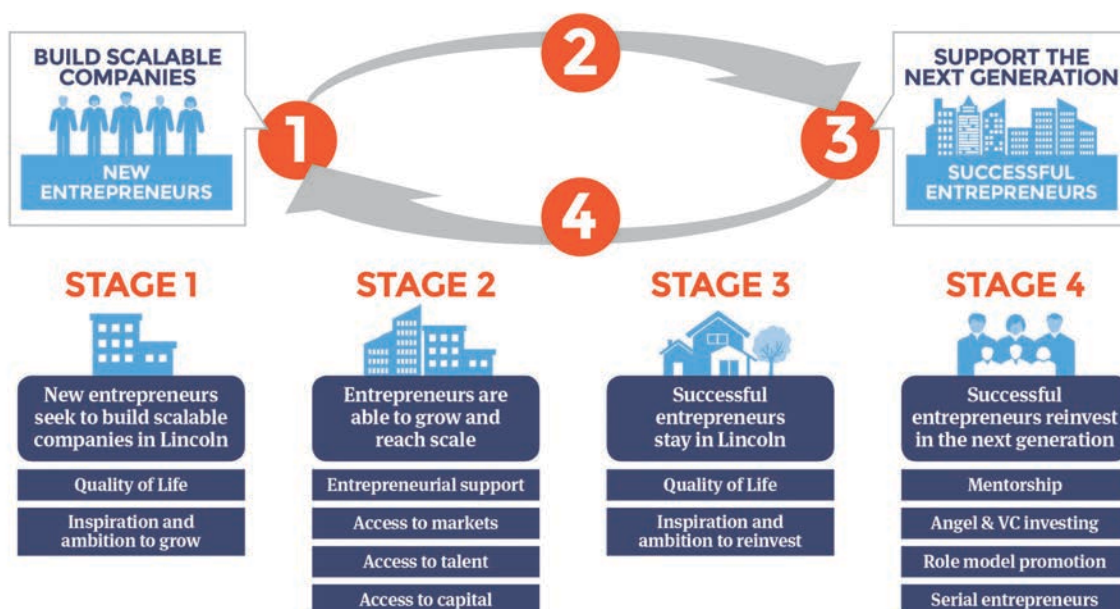 BUILD SCALABLE
COMPANIES
NEW
ENTREPRENEURS
1
2
3
4
SUPPORT THE
NEXT GENERATION
SUCCESSFUL
ENTREPRENEURS
STAGE 1
New entrepreneurs
seek to build scalable
companies in Lincoln
Quality of Life
Inspiration and
ambition to grow
STAGE 2
Entrepreneurs are
able to grow and
reach scale
Entrepreneurial support
Access to markets
Access to talent
Access to capital
STAGE 3
Successful
entrepreneurs
stay in Lincoln
Quality of Life
Inspiration and
ambition to reinvest
STAGE 4
Successful
entrepreneurs reinvest
in the next generation
Mentorship
Angel & VC investing
Role model promotion
Serial entrepreneurs